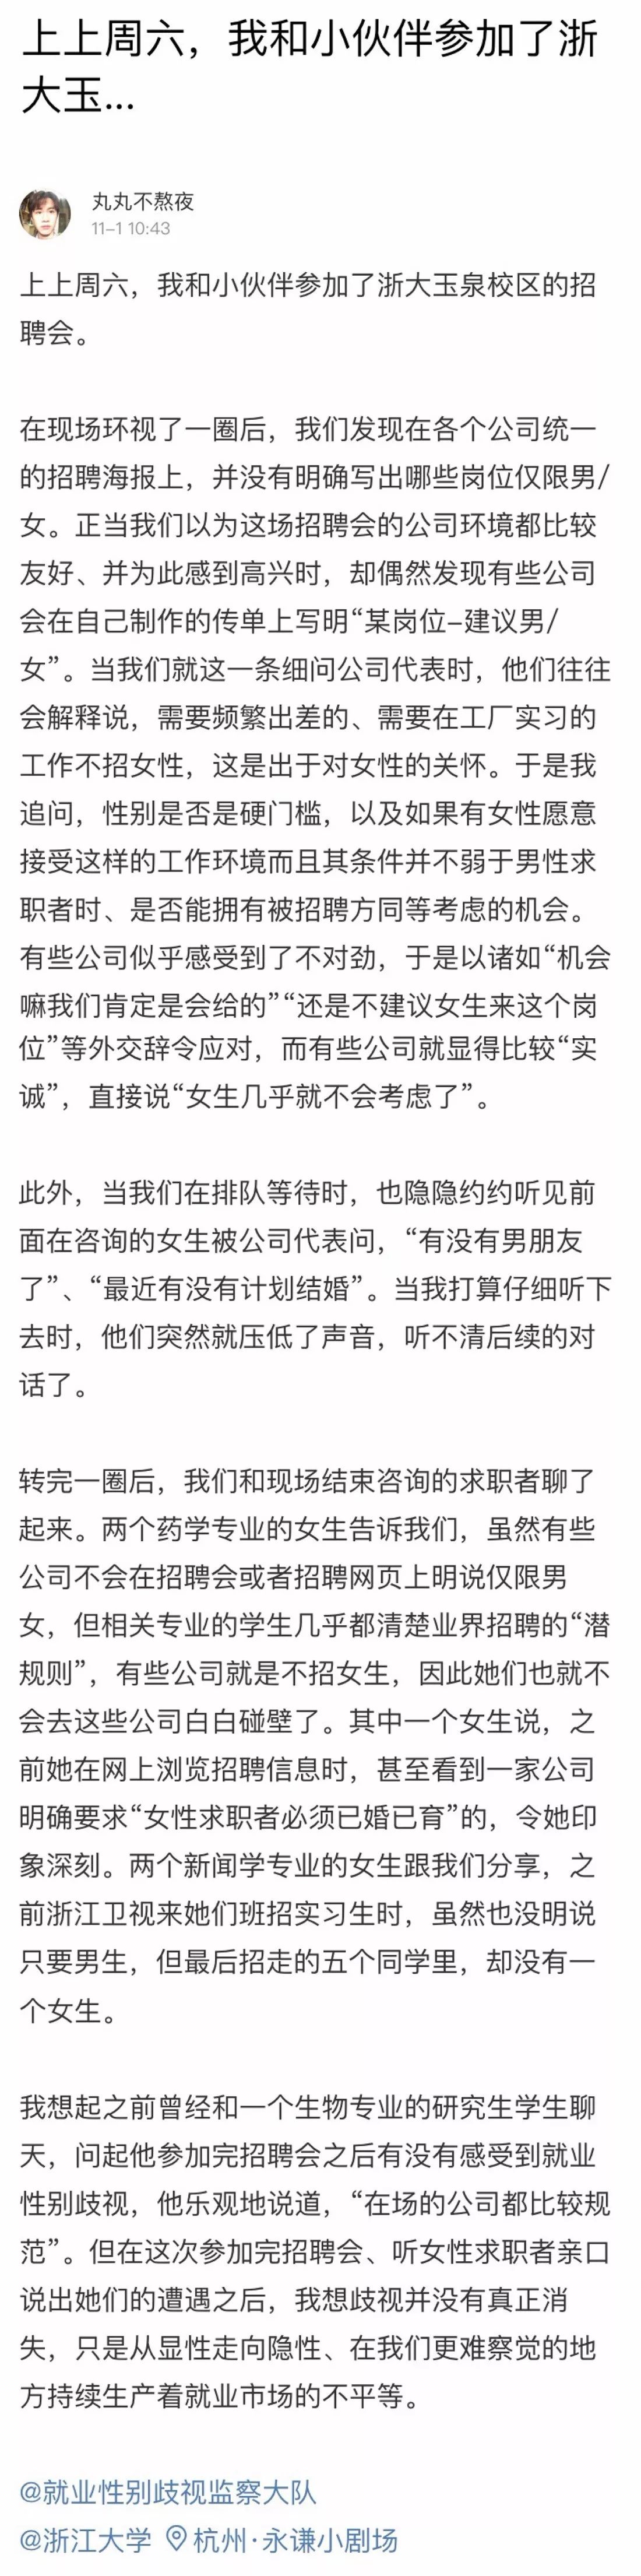 上上周六，我和小伙伴参加了浙
大玉...
丸丸不熬夜
11-1 10:43
上上周六，我和小伙伴参加了浙大玉泉校区的招
聘会。
在现场环视了一圈后，我们发现在各个公司统一
的招聘海报上，并没有明确写出哪些岗位仅限男/
女。正当我们以为这场招聘会的公司环境都比较
友好、并为此感到高兴时，却偶然发现有些公司
会在自己制作的传单上写明“某岗位–建议男/
女”。当我们就这一条细问公司代表时，他们往往
会解释说，需要频繁出差的、需要在工厂实习的
工作不招女性，这是出于对女性的关怀。于是我
追问，性别是否是硬门槛，以及如果有女性愿意
接受这样的工作环境而且其条件并不弱于男性求
职者时、是否能拥有被招聘方同等考虑的机会。
有些公司似乎感受到了不对劲，于是以诸如“机会
嘛我们肯定是会给的”“还是不建议女生来这个岗
位”等外交辞令应对，而有些公司就显得比较“实
诚”，直接说“女生几乎就不会考虑了”。
此外，当我们在排队等待时，也隐隐约约听见前
面在咨询的女生被公司代表问，“有没有男朋友
了”、“最近有没有计划结婚”。当我打算仔细听下
去时，他们突然就压低了声音，听不清后续的对
话了。
转完一圈后，我们和现场结束咨询的求职者聊了
起来。两个药学专业的女生告诉我们，虽然有些
公司不会在招聘会或者招聘网页上明说仅限男
女，但相关专业的学生几乎都清楚业界招聘的“潜
规则”，有些公司就是不招女生，因此她们也就不
会去这些公司白白碰壁了。其中一个女生说，之
前她在网上浏览招聘信息时，甚至看到一家公司
明确要求“女性求职者必须已婚已育”的，令她印
象深刻。两个新闻学专业的女生跟我们分享，之
前浙江卫视来她们班招实习生时，虽然也没明说
只要男生，但最后招走的五个同学里，却没有一
个女生。
我想起之前曾经和一个生物专业的研究生学生聊
天，问起他参加完招聘会之后有没有感受到就业
性别歧视，他乐观地说道，“在场的公司都比较规
范”。但在这次参加完招聘会、听女性求职者亲口
说出她们的遭遇之后，我想歧视并没有真正消
失，只是从显性走向隐性、在我们更难察觉的地
方持续生产着就业市场的不平等。
@就业性别歧视监察大队
@浙江大学 杭州·永谦小剧场